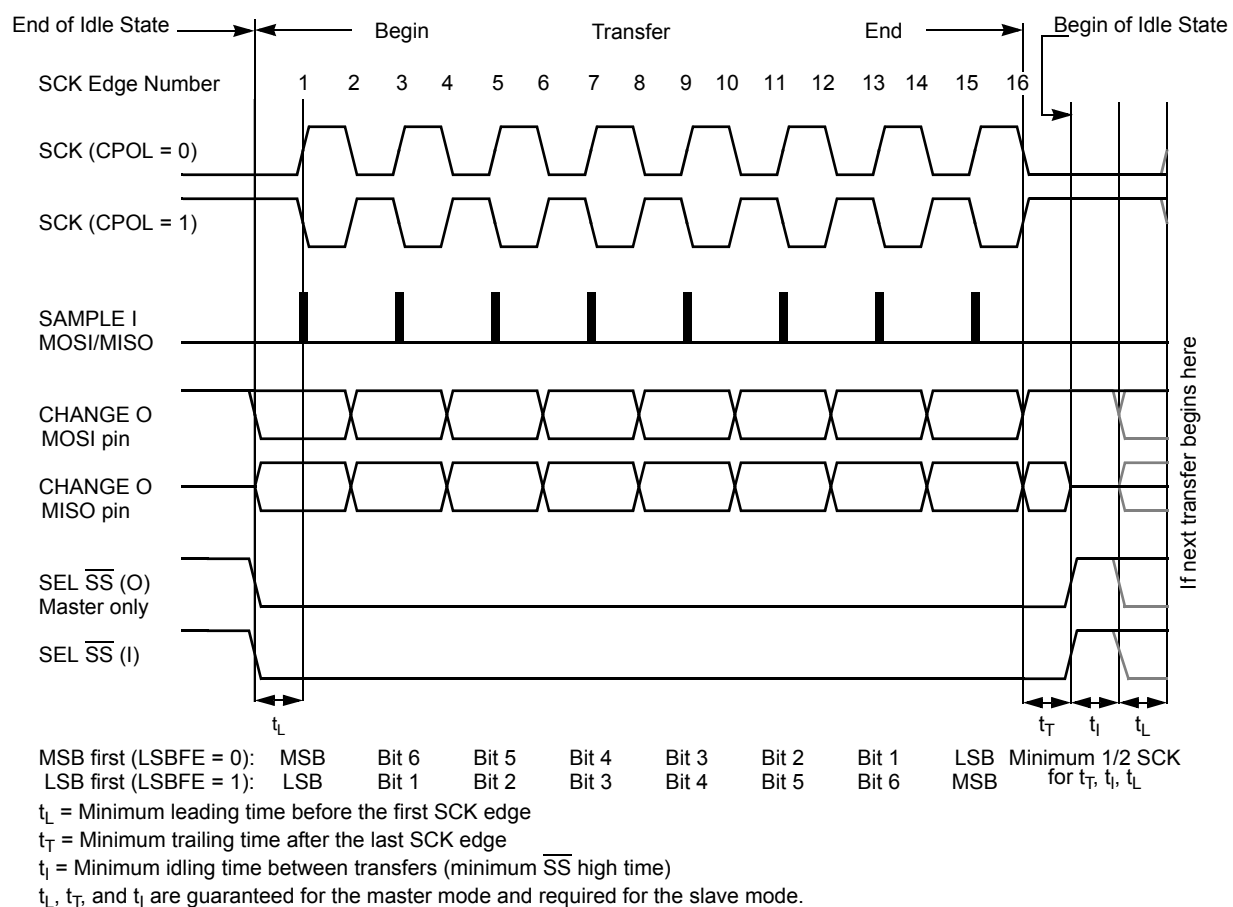 End of Idle State Begin Transfer End Begin of Idle State
SCK Edge Number 1 2 3 4 5 6 7 8 9 10 11 12 13 14 15 16
SCK (CPOL = 0)
SCK (CPOL = 1)
SAMPLE I
MOSI/MISO
CHANGE O
MOSI pin
CHANGE O
MISO pin
SEL S̅S̅ (O)
Master only
SEL S̅S̅ (I)
If next transfer begins here
tL tT tI tL
MSB first (LSBFE = 0): MSB Bit 6 Bit 5 Bit 4 Bit 3 Bit 2 Bit 1 LSB Minimum 1/2 SCK
LSB first (LSBFE = 1): LSB Bit 1 Bit 2 Bit 3 Bit 4 Bit 5 Bit 6 MSB for tT, tI, tL
tL = Minimum leading time before the first SCK edge
tT = Minimum trailing time after the last SCK edge
tI = Minimum idling time between transfers (minimum S̅S̅ high time)
tL, tT, and tI are guaranteed for the master mode and required for the slave mode.